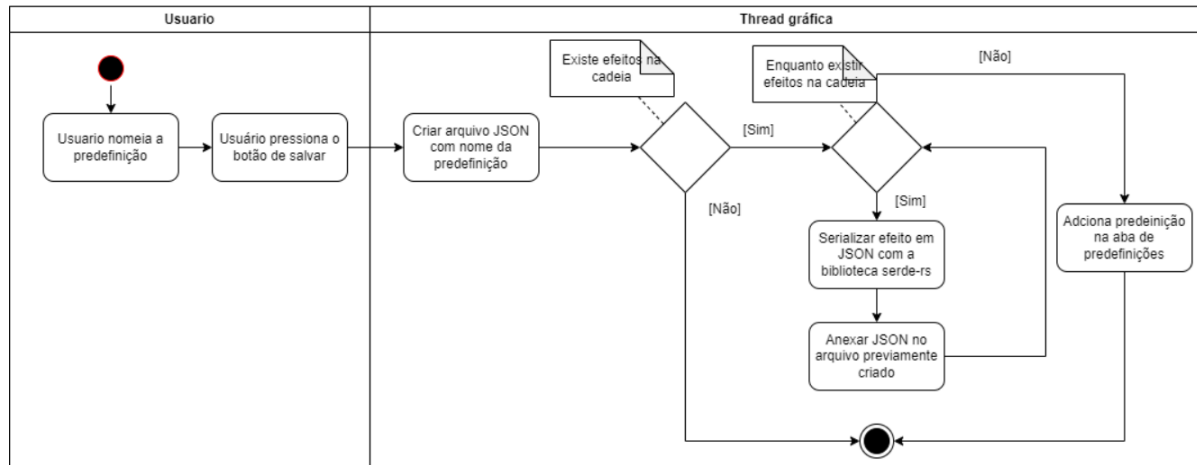 Usuario
Thread gráfica
Usuario nomeia a
predefinição
Usuário pressiona o
botão de salvar
Criar arquivo JSON
com nome da
predefinição
Existe efeitos na
cadeia
[Sim]
[Não]
Enquanto existir
efeitos na cadeia
[Não]
[Sim]
Serializar efeito em
JSON com a
biblioteca serde-rs
Anexar JSON no
arquivo previamente
criado
Adciona predeinição
na aba de
predefinições